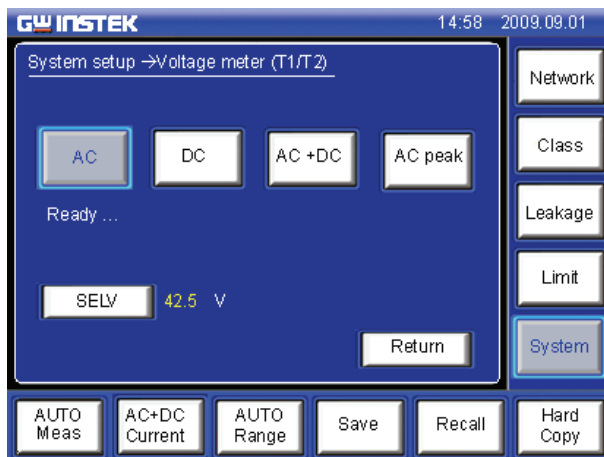 GW INSTEK 14:58 2009.09.01
System setup →Voltage meter (T1/T2)
AC DC AC +DC AC peak
Ready ...
SELV 42.5 V
Return
Network
Class
Leakage
Limit
System
AUTO Meas
AC+DC Current
AUTO Range
Save
Recall
Hard Copy